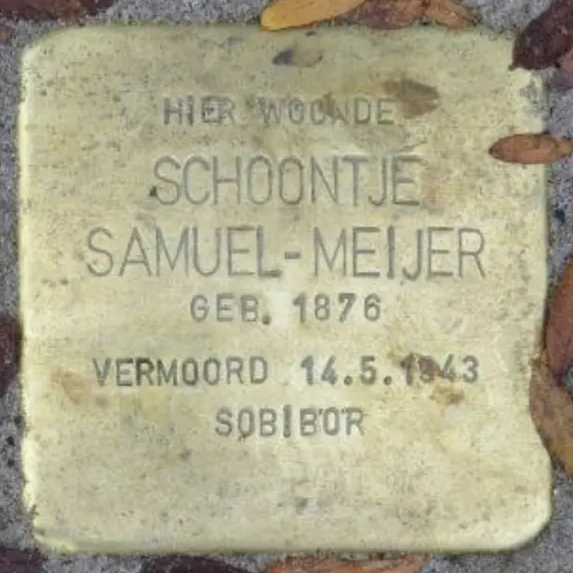 HIER WOONDE
SCHOONTJE
SAMUEL-MEIJER
GEB. 1876
VERMOORD 14.5.1943
SOBIBOR